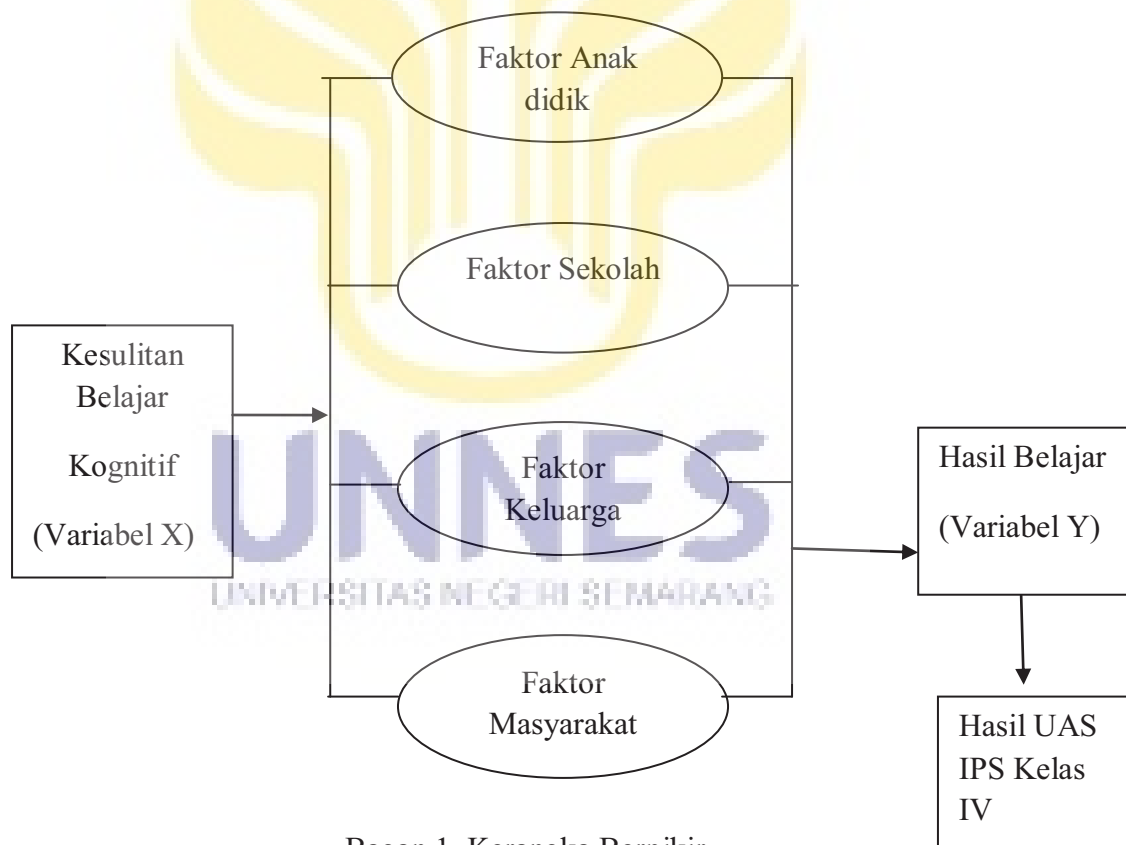 Faktor Anak
didik
Faktor Sekolah
Kesulitan
Belajar
Kognitif
(Variabel X)
Faktor
Keluarga
Hasil Belajar
(Variabel Y)
UNNES
UNIVERSITAS NEGERI SEMARANG
Faktor
Masyarakat
Hasil UAS
IPS Kelas
IV
Bagan 1. Kerangka Berpikir